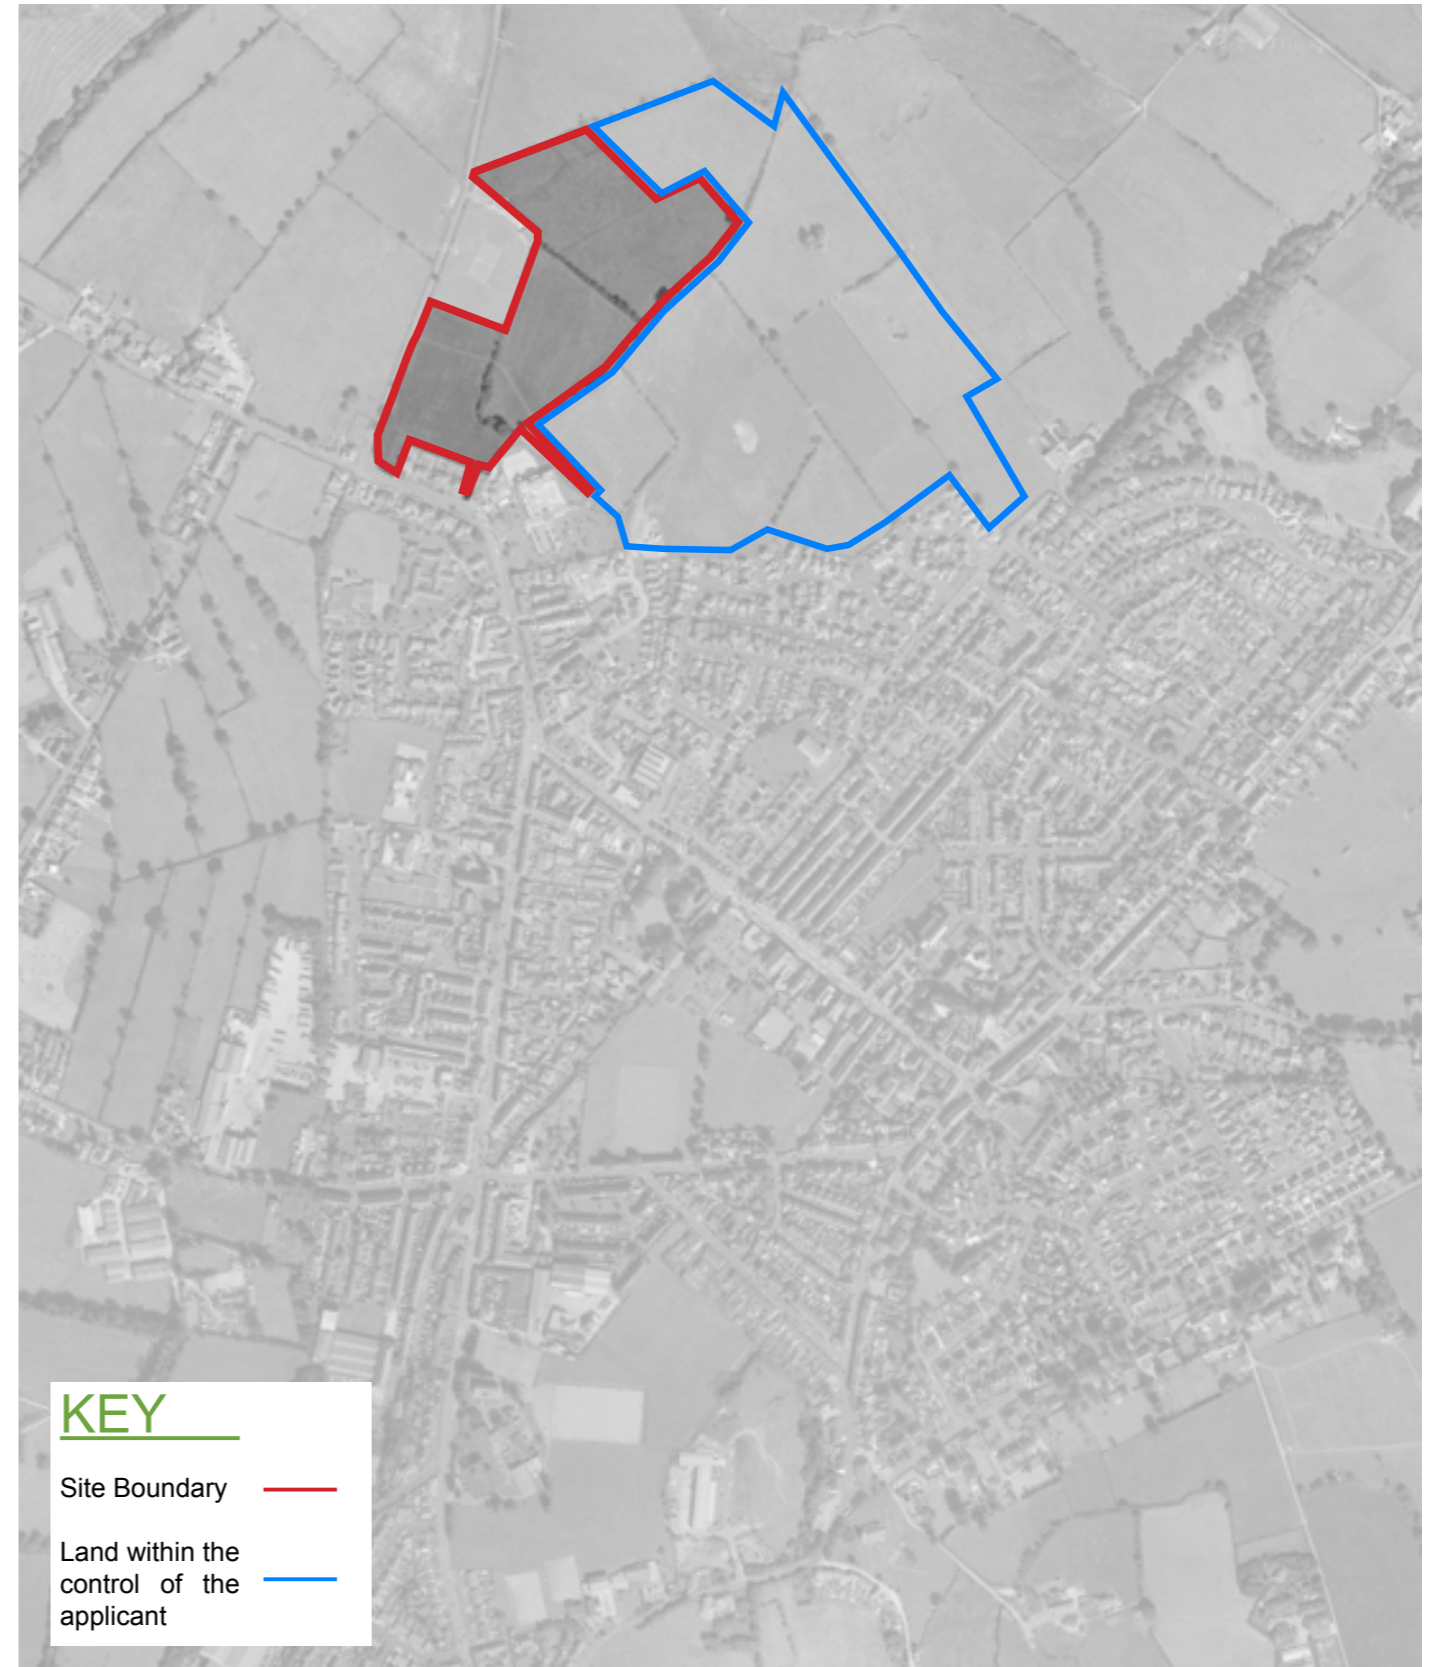 KEY
Site Boundary
Land within the
control of the
applicant